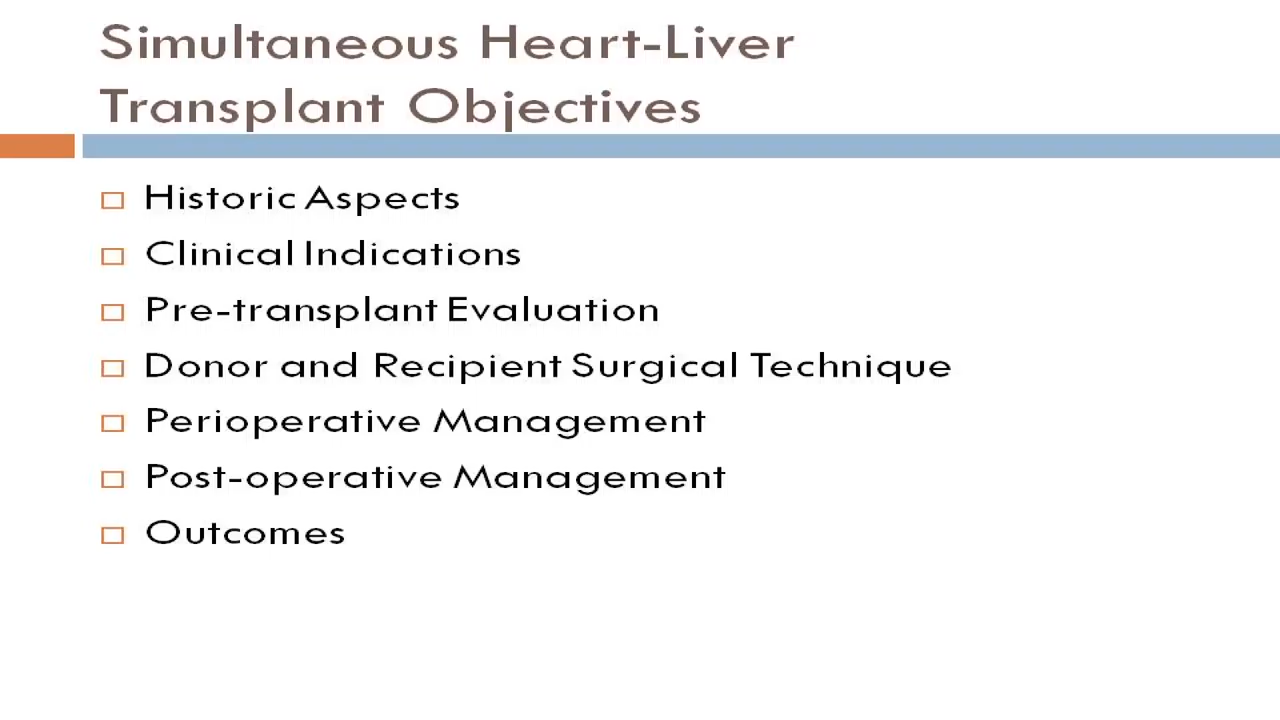 Simultaneous Heart-Liver
Transplant Objectives
Historic Aspects
Clinical Indications
Pre-transplant Evaluation
Donor and Recipient Surgical Technique
Perioperative Management
Post-operative Management
Outcomes